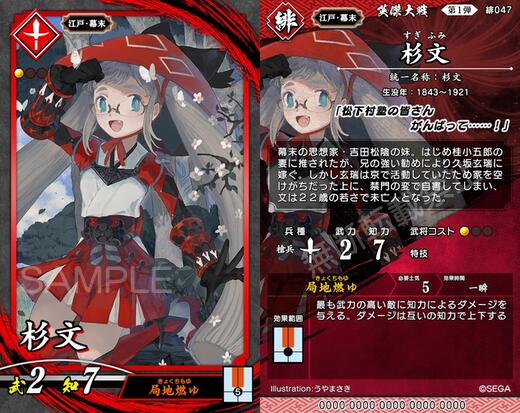 江戸・幕末
SAMPLE
杉文
武2 知7
きょくちもゆ
局地燃ゆ
5
緋
江戸・幕末
英傑大戦
第1弾
緋047
すぎ ふみ
杉文
統一名称：杉文
生没年：1843～1921
「松下村塾の皆さん
がんばって……！」
幕末の思想家・吉田松陰の妹。はじめ桂小五郎の
妻に推されたが、兄の強い勧めにより久坂玄瑞に
嫁ぐ。しかし玄瑞は京で活動していたため家を空
けがちだった上に、禁門の変で自害してしまい、
文は２２歳の若さで未亡人となった。
兵種 武力 知力 武将コスト
槍兵 2 7 特技
きょくちもゆ 必要士気 効果時間
局地燃ゆ 5 一瞬
効果範囲
最も武力の高い敵に知力によるダメージを
与える。ダメージは互いの知力で上下する
Illustration:うやまさき
©SEGA
0000-0000-0000-0000-0000